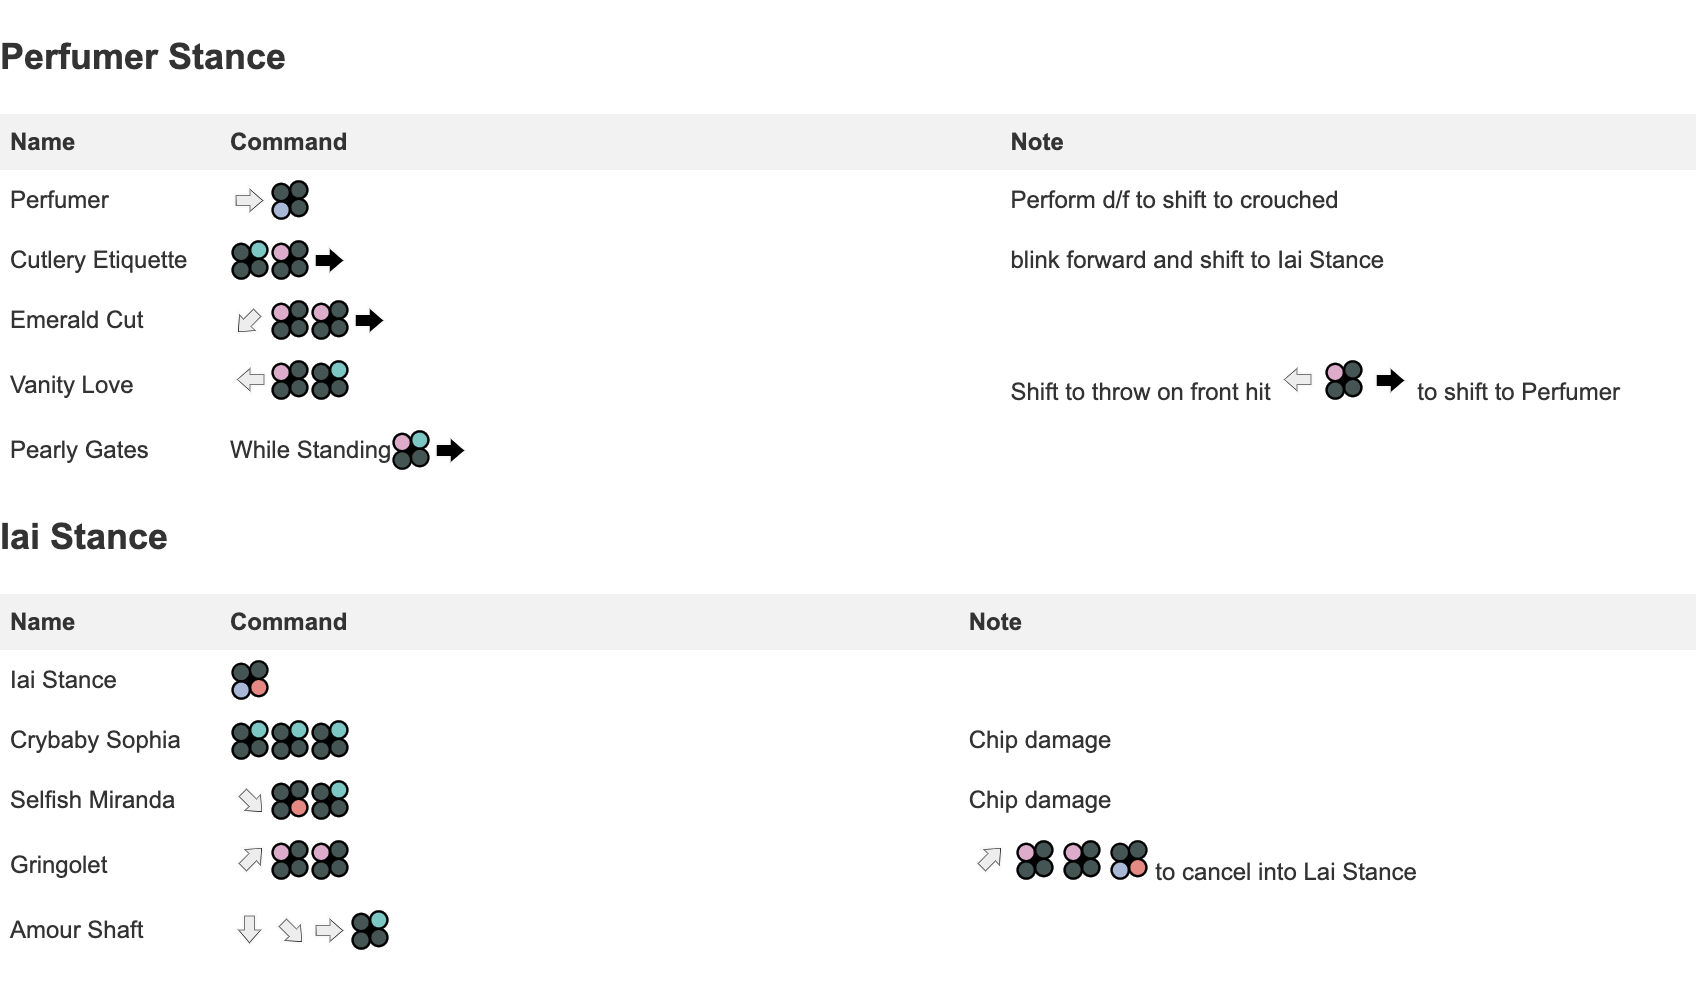 Perfumer Stance
Name Command Note
Perfumer Perform d/f to shift to crouched
Cutlery Etiquette blink forward and shift to Iai Stance
Emerald Cut
Vanity Love Shift to throw on front hit to shift to Perfumer
Pearly Gates While Standing
Iai Stance
Name Command Note
Iai Stance
Crybaby Sophia Chip damage
Selfish Miranda Chip damage
Gringolet to cancel into Lai Stance
Amour Shaft